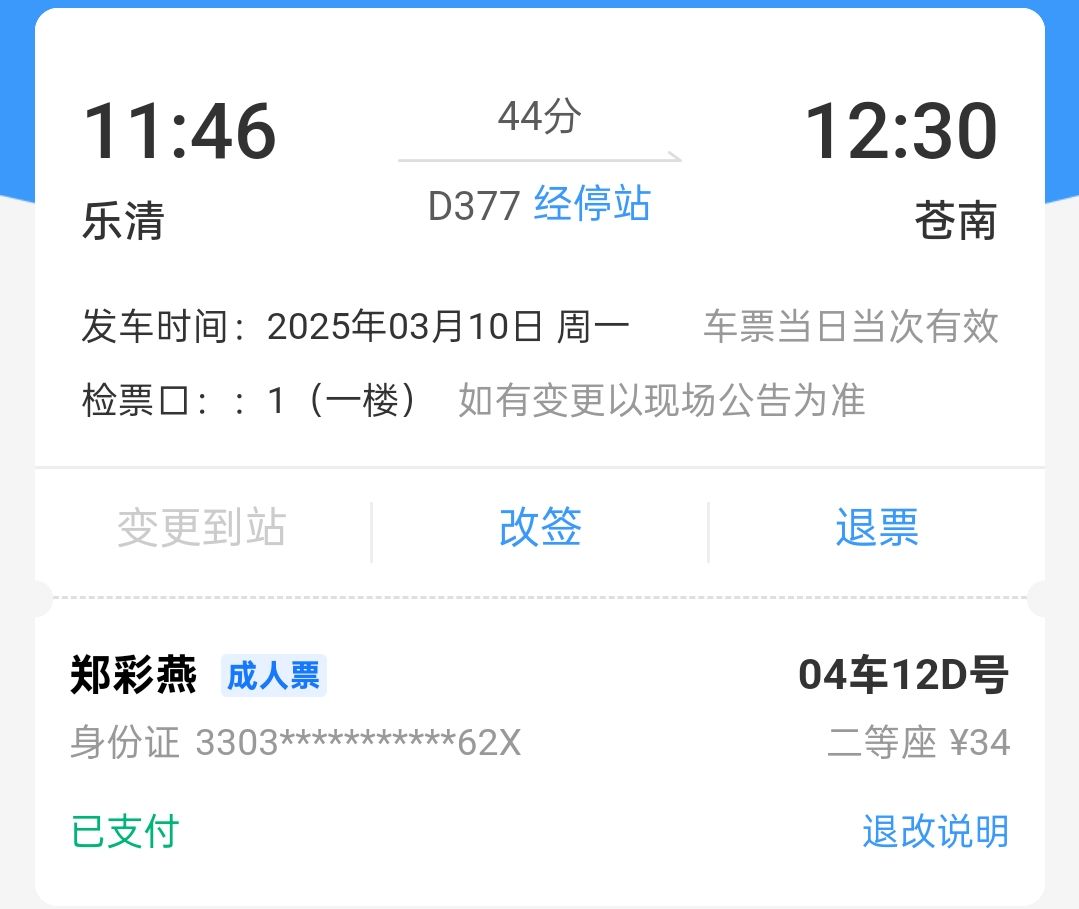 11:46 44分 12:30
乐清 D377 经停站 苍南
发车时间：2025年03月10日 周一 车票当日当次有效
检票口：：1（一楼） 如有变更以现场公告为准
变更到站 改签 退票
郑彩燕 成人票 04车12D号
身份证 3303***********62X 二等座 ¥34
已支付 退改说明